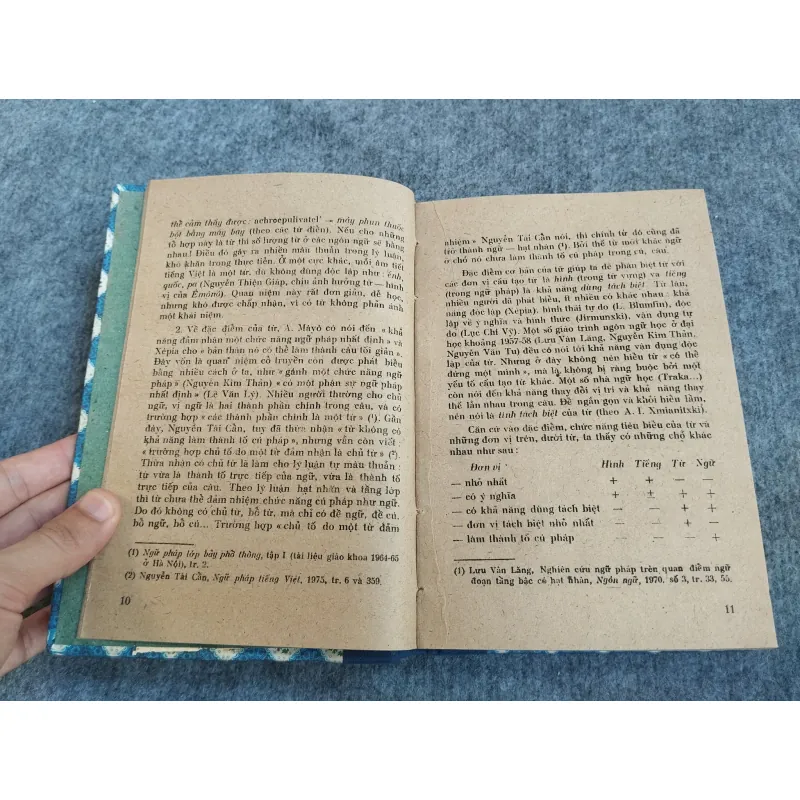 thể cảm thấy được: aehroepulivatel' — máy phun thuốc
bột bằng máy bay (theo các từ điển). Nếu cho những
tổ hợp này là từ thì số lượng từ ở các ngôn ngữ sẽ bằng
nhau! Điều đó gây ra nhiều mâu thuẫn trong lý luận,
khó khăn trong thực tiễn. Ở một cực khác, mỗi âm tiết
tiếng Việt là một từ, dù không dùng độc lập như: ễnh,
quốc, pa (Nguyễn Thiện Giáp, chịu ảnh hưởng từ — hình
vị của Êmônô). Quan niệm này rất đơn giản, dễ học,
nhưng khó được chấp nhận, vì có từ không phản ánh
một khái niệm.
2. Về đặc điểm của từ, A. Mâyô có nói đến « khả
năng đảm nhận một chức năng ngữ pháp nhất định » và
Xêpia cho « bản thân nó có thể làm thành câu tối giản ».
Đây vốn là quan niệm cổ truyền còn được phát biểu
bằng nhiều cách ở ta, như « gánh một chức năng ngữ
pháp » (Nguyễn Kim Thản) « có một phận sự ngữ pháp
nhất định » (Lê Văn Lý). Nhiều người thường cho chủ
ngữ, vị ngữ là hai thành phần chính trong câu, và có
trường hợp « các thành phần chính là một từ » (¹). Gần
đây, Nguyễn Tài Cẩn, tuy đã thừa nhận « từ không có
khả năng làm thành tố cú pháp », nhưng vẫn còn viết:
« trường hợp chủ tố do một từ đảm nhận là chủ từ » (²).
Thừa nhận có chủ từ là làm cho lý luận tự mâu thuẫn:
từ vừa là thành tố trực tiếp của ngữ, vừa là thành tố
trực tiếp của câu. Theo lý luận hạt nhân và tầng lớp
thì từ chưa thể đảm nhiệm chức năng cú pháp như ngữ.
Do đó không có chủ từ, bổ từ, mà chỉ có đề ngữ, đề cú,
bổ ngữ, bổ cú... Trường hợp « chủ tố do một từ đảm
(1) Ngữ pháp lớp bảy phổ thông, tập I (tài liệu giáo khoa 1964-65
ở Hà Nội), tr. 2.
(2) Nguyễn Tài Cẩn, Ngữ pháp tiếng Việt, 1975, tr. 6 và 359.
10
nhiệm » Nguyễn Tài Cẩn nói, thì chính từ đó cũng đã
trở thành ngữ — hạt nhân (¹). Bởi thế từ mới khác ngữ
ở chỗ nó chưa làm thành tố cú pháp trong cú, câu.
Đặc điểm cơ bản của từ giúp ta dễ phân biệt từ với
các đơn vị cấu tạo từ là hình (trong từ vựng) và tiếng
(trong ngữ pháp) là khả năng dùng tách biệt. Từ lâu,
nhiều người đã phát biểu, ít nhiều có khác nhau: khả
năng độc lập (Xêpia), hình thái tự do (L. Blumfin), độc
lập về ý nghĩa và hình thức (Jirmunxki), vận dụng tự
do (Lục Chí Vỹ). Một số giáo trình ngôn ngữ học ở đại
học khoảng 1957-58 (Lưu Vân Lăng, Nguyễn Kim Thản,
Nguyễn Văn Tu) đều có nói tới khả năng vận dụng độc
lập của từ. Nhưng ở đây không nên hiểu từ « có thể
đứng một mình », mà là không bị ràng buộc bởi một
yếu tố cấu tạo từ khác. Một số nhà ngữ học (Traka...)
còn nói đến khả năng thay đổi vị trí và khả năng thay
thế lẫn nhau trong câu. Để ngắn gọn và khỏi hiểu lầm,
nên nói là tính tách biệt của từ (theo A. I. Xmianitxki).
Căn cứ vào đặc điểm, chức năng tiêu biểu của từ và
những đơn vị trên, dưới từ, ta thấy có những chỗ khác
nhau như sau:
Đơn vị Hình Tiếng Từ Ngữ
— nhỏ nhất + + — —
— có ý nghĩa + ± + +
— có khả năng dùng tách biệt — — + +
— đơn vị tách biệt nhỏ nhất — — + —
— làm thành tố cú pháp — — — +
(1) Lưu Vân Lăng, Nghiên cứu ngữ pháp trên quan điểm ngữ
đoạn tầng bậc có hạt nhân, Ngôn ngữ, 1970, số 3, tr. 33, 55.
11